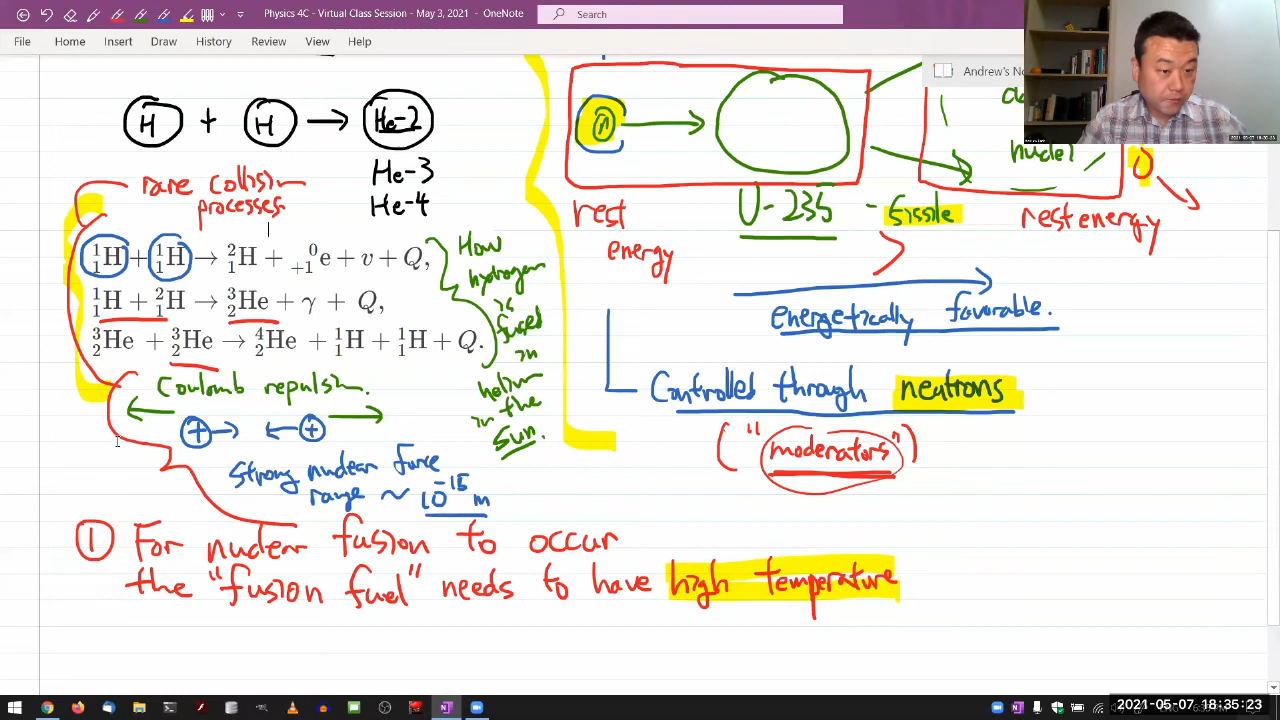 Physics 4C - Virtual Class Session - May 3, 2021 - OneNote
Search
File Home Insert Draw History Review View Help
Andrew's No
H + H → He-2
He-3
He-4
rare collision
processes
¹₁H + ¹₁H → ²₁H + ⁰₊₁e + v + Q,
¹₁H + ²₁H → ³₂He + γ + Q,
³₂He + ³₂He → ⁴₂He + ¹₁H + ¹₁H + Q.
How
hydrogen
is
fused
in
helium
in the
Sun.
Coulomb repulsion.
+ +
strong nuclear force
range ~ 10⁻¹⁵ m
① For nuclear fusion to occur
the "fusion fuel" needs to have high temperature
n
U-235 - fissile
nuclei
rest
energy
>
rest energy
energetically favorable.
Controlled through neutrons
("moderators")
2021-05-07 18:35:23